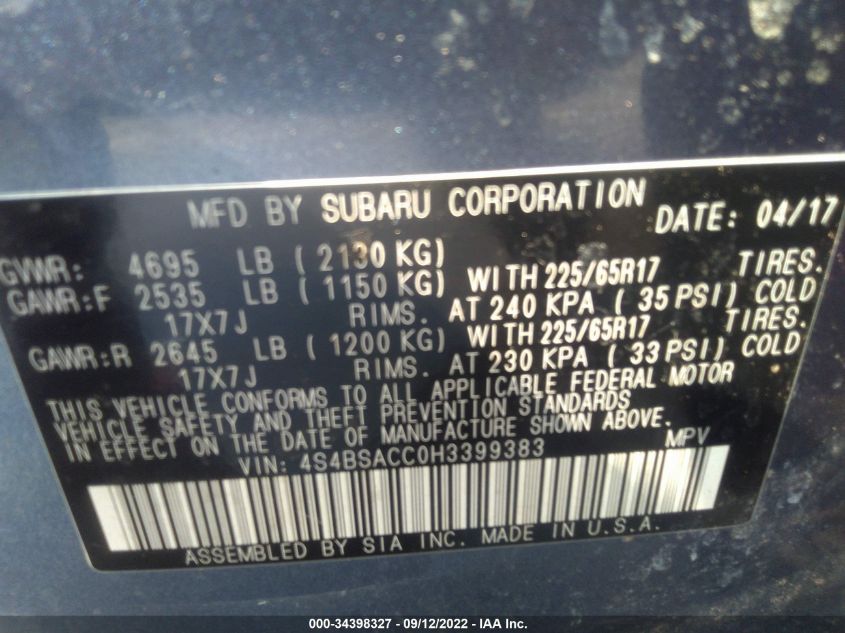 MFD BY SUBARU CORPORATION DATE: 04/17
GVWR: 4695 LB ( 2130 KG)
GAWR:F 2535 LB ( 1150 KG) WITH 225/65R17 TIRES.
17X7J RIMS. AT 240 KPA ( 35 PSI) COLD
GAWR:R 2645 LB ( 1200 KG) WITH 225/65R17 TIRES.
17X7J RIMS. AT 230 KPA ( 33 PSI) COLD
THIS VEHICLE CONFORMS TO ALL APPLICABLE FEDERAL MOTOR
VEHICLE SAFETY AND THEFT PREVENTION STANDARDS
IN EFFECT ON THE DATE OF MANUFACTURE SHOWN ABOVE.
VIN: 4S4BSACC0H3399383 MPV
ASSEMBLED BY SIA INC. MADE IN U.S.A.
000-34398327 / 09/12/2022 - IAA Inc.